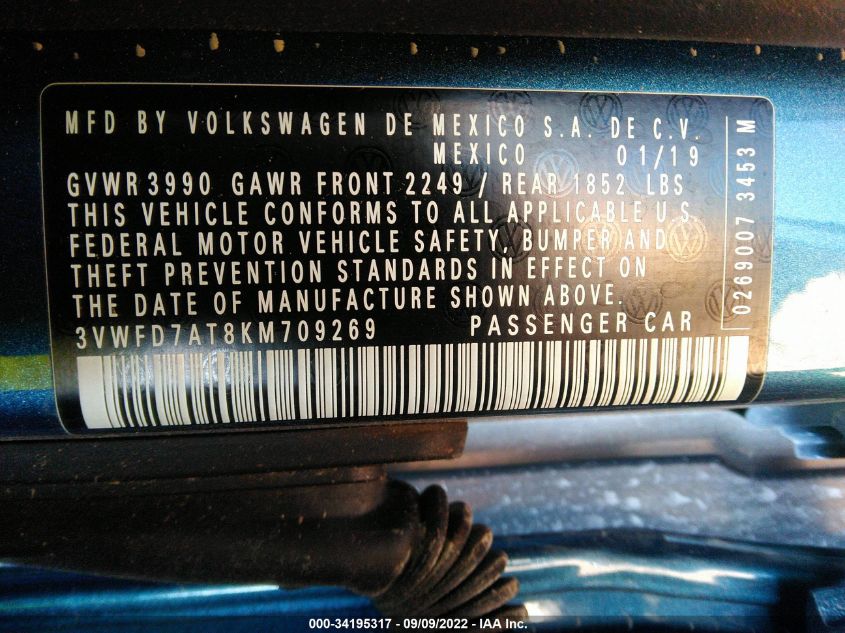 MFD BY VOLKSWAGEN DE MEXICO S.A. DE C.V.
MEXICO 01/19
GVWR 3990 GAWR FRONT 2249 / REAR 1852 LBS
THIS VEHICLE CONFORMS TO ALL APPLICABLE U.S.
FEDERAL MOTOR VEHICLE SAFETY, BUMPER AND
THEFT PREVENTION STANDARDS IN EFFECT ON
THE DATE OF MANUFACTURE SHOWN ABOVE.
3VWFD7AT8KM709269 PASSENGER CAR
0269007 3453 M
000-34195317 - 09/09/2022 - IAA Inc.